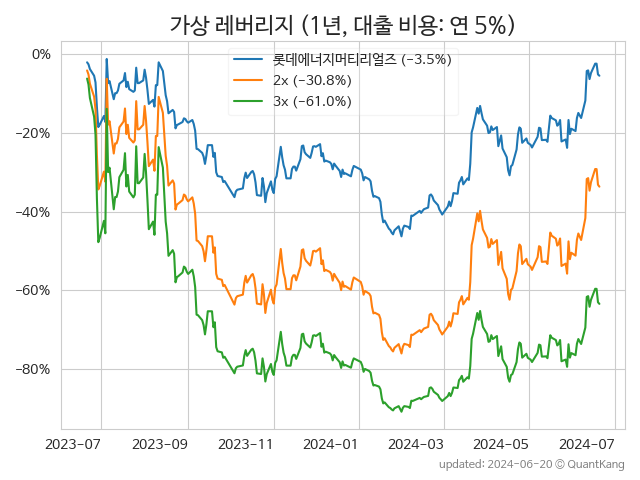 가상 레버리지 (1년, 대출 비용: 연 5%)
롯데에너지머티리얼즈 (−3.5%)
2x (−30.8%)
3x (−61.0%)
0%
−20%
−40%
−60%
−80%
2023-07
2023-09
2023-11
2024-01
2024-03
2024-05
2024-07
updated: 2024-06-20 © QuantKang